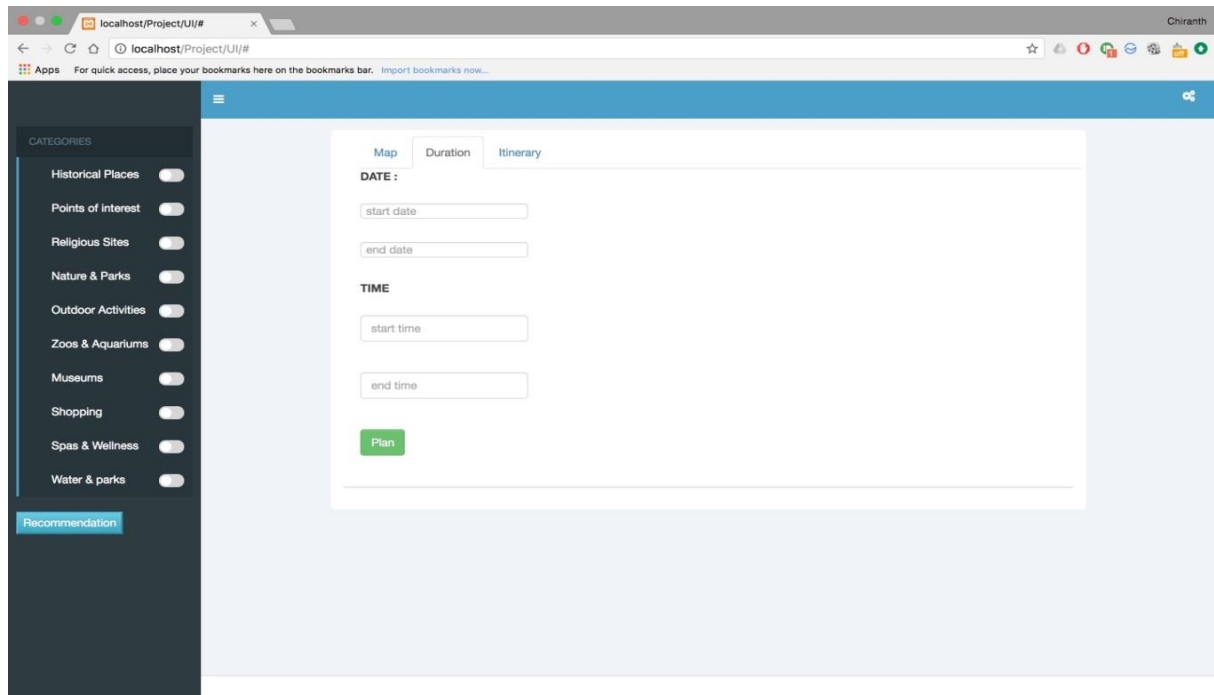 localhost/Project/UI/#
Chiranth
localhost/Project/UI/#
Apps For quick access, place your bookmarks here on the bookmarks bar. Import bookmarks now...
CATEGORIES
Historical Places
Points of interest
Religious Sites
Nature & Parks
Outdoor Activities
Zoos & Aquariums
Museums
Shopping
Spas & Wellness
Water & parks
Recommendation
Map Duration Itinerary
DATE :
start date
end date
TIME
start time
end time
Plan